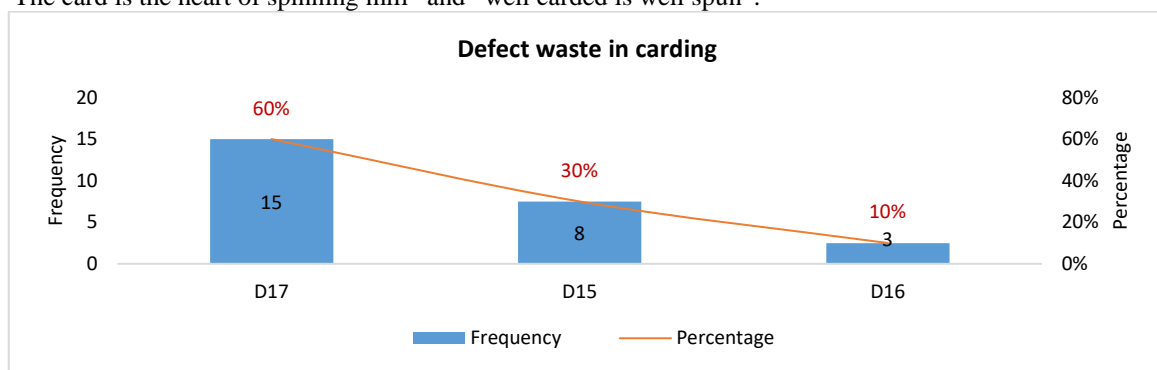 "The card is the heart of spinning mill" and "well carded is well spun".
Defect waste in carding
20 60% 80%
15 60%
30%
10 40%
15 10%
5 8 20%
3
0 0%
Frequency
Percentage
D17 D15 D16
Frequency Percentage